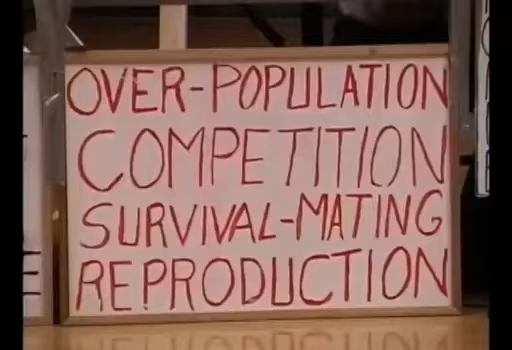 OVER-POPULATION
COMPETITION
SURVIVAL-MATING
REPRODUCTION